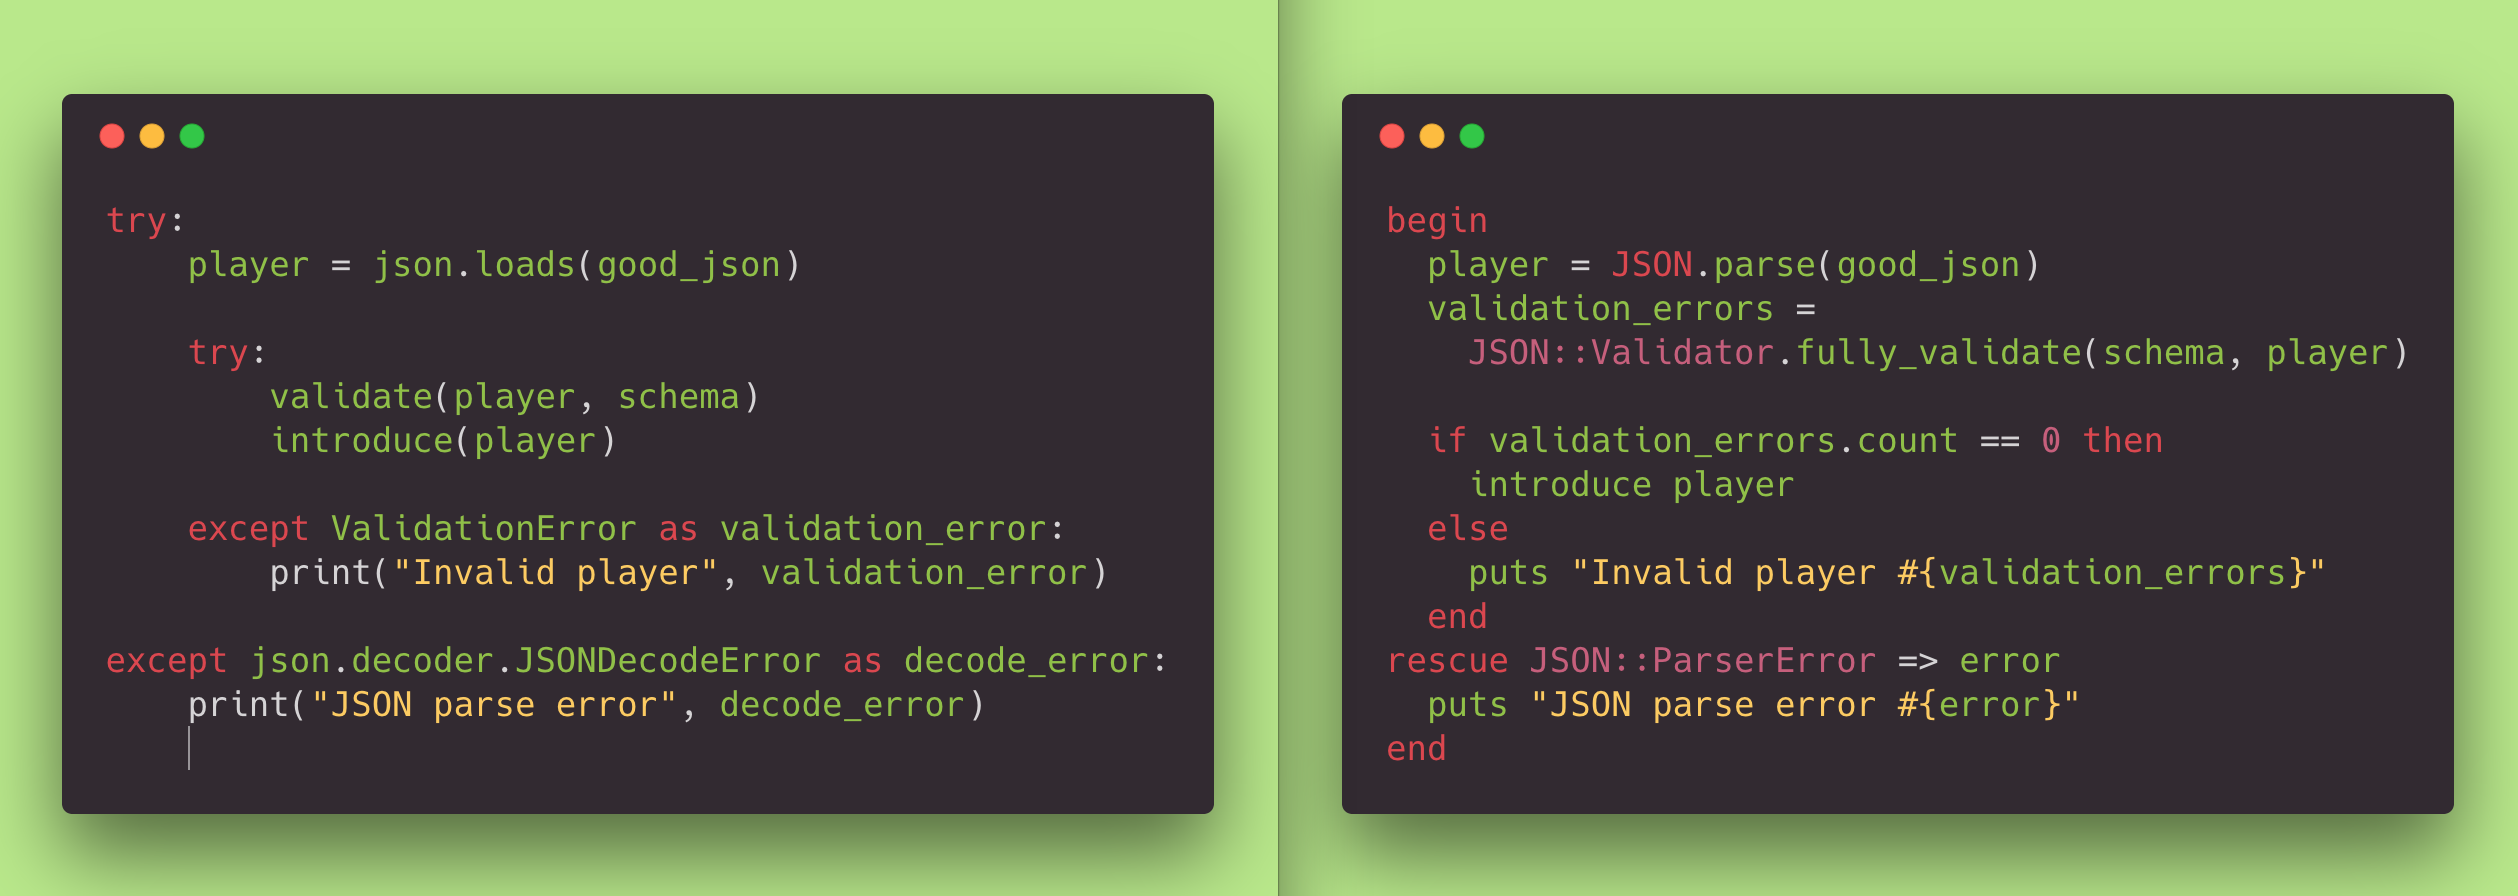 try:
    player = json.loads(good_json)

    try:
        validate(player, schema)
        introduce(player)

    except ValidationError as validation_error:
        print("Invalid player", validation_error)

except json.decoder.JSONDecodeError as decode_error:
    print("JSON parse error", decode_error)

begin
  player = JSON.parse(good_json)
  validation_errors =
    JSON::Validator.fully_validate(schema, player)

  if validation_errors.count == 0 then
    introduce player
  else
    puts "Invalid player #{validation_errors}"
  end
rescue JSON::ParserError => error
  puts "JSON parse error #{error}"
end